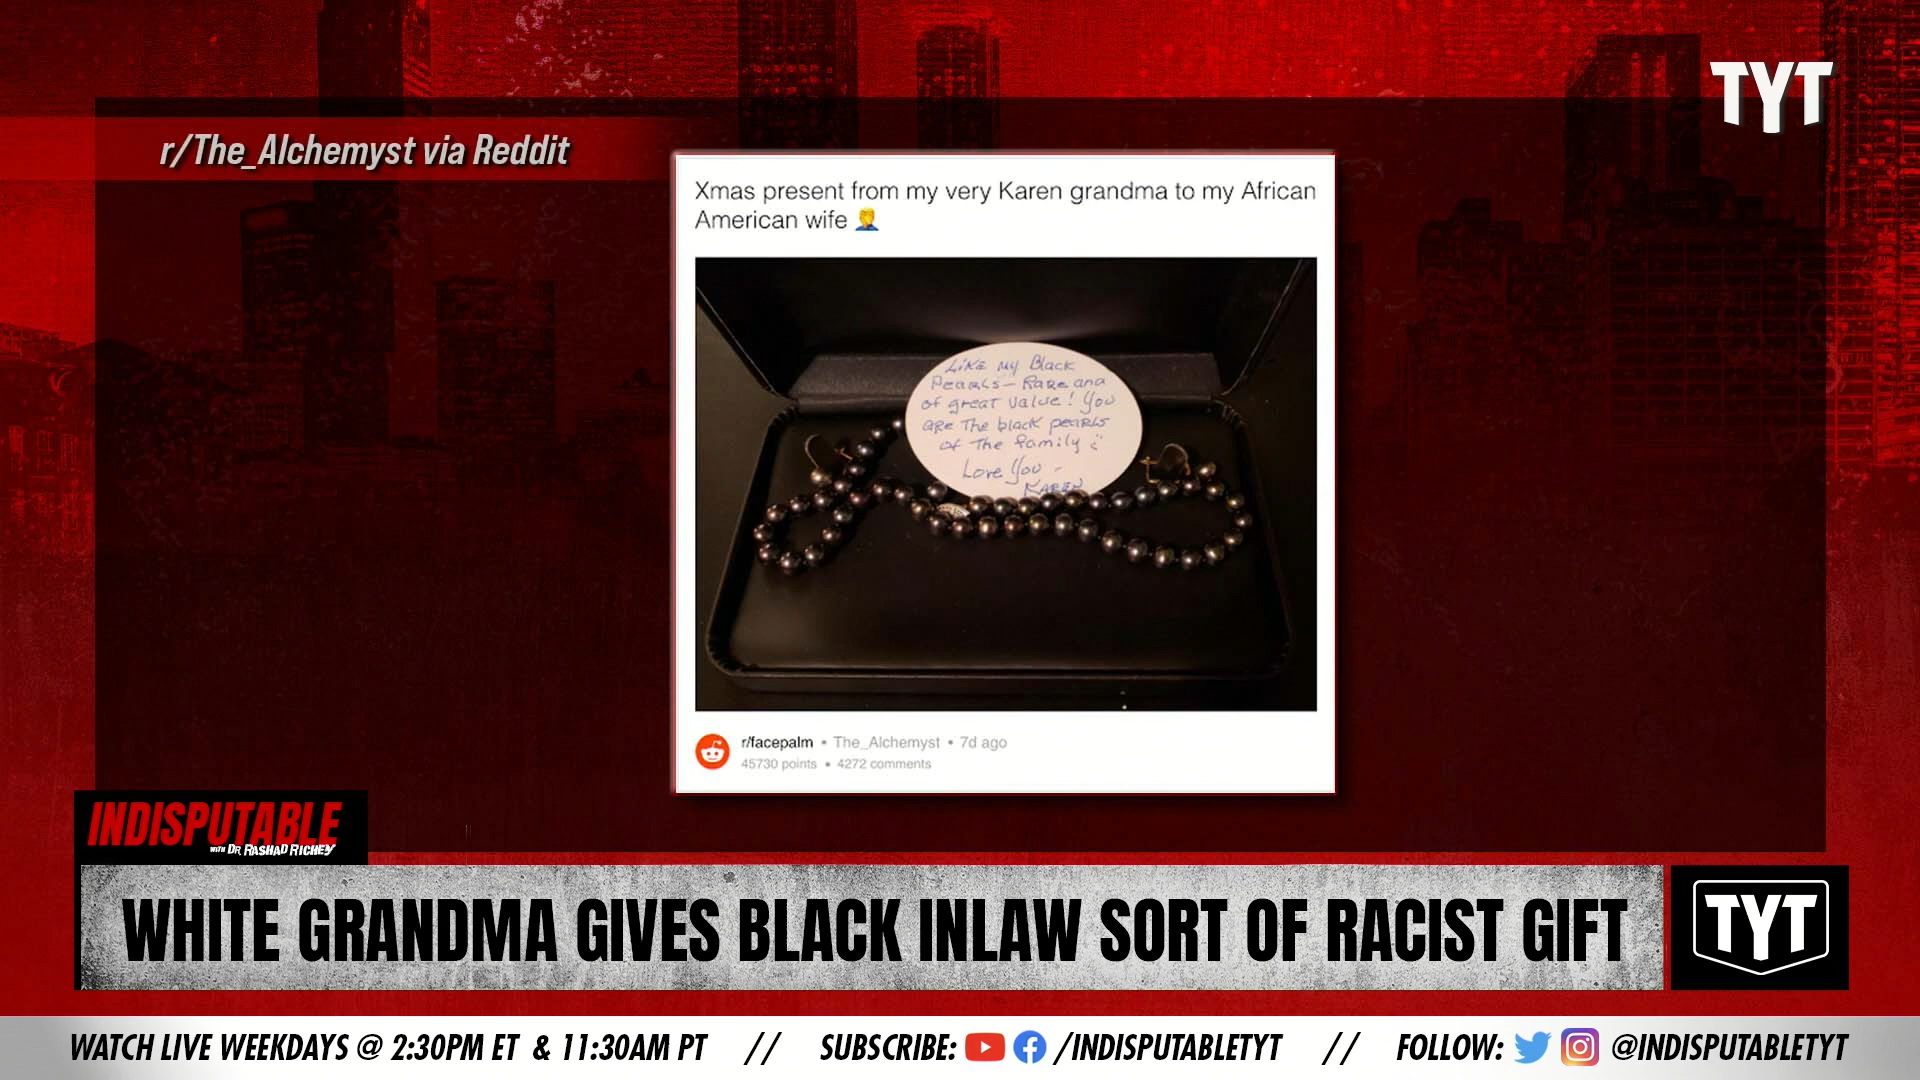 TYT
r/The_Alchemyst via Reddit
Xmas present from my very Karen grandma to my African
American wife 🤦
Like my Black
Pearls - Rare and
of great value! You
are the black pearls
of the family
Love You -
KAREN
r/facepalm • The_Alchemyst • 7d ago
45730 points • 4272 comments
INDISPUTABLE
WITH DR RASHAD RICHEY
WHITE GRANDMA GIVES BLACK INLAW SORT OF RACIST GIFT
TYT
WATCH LIVE WEEKDAYS @ 2:30PM ET & 11:30AM PT // SUBSCRIBE: /INDISPUTABLETYT // FOLLOW: @INDISPUTABLETYT